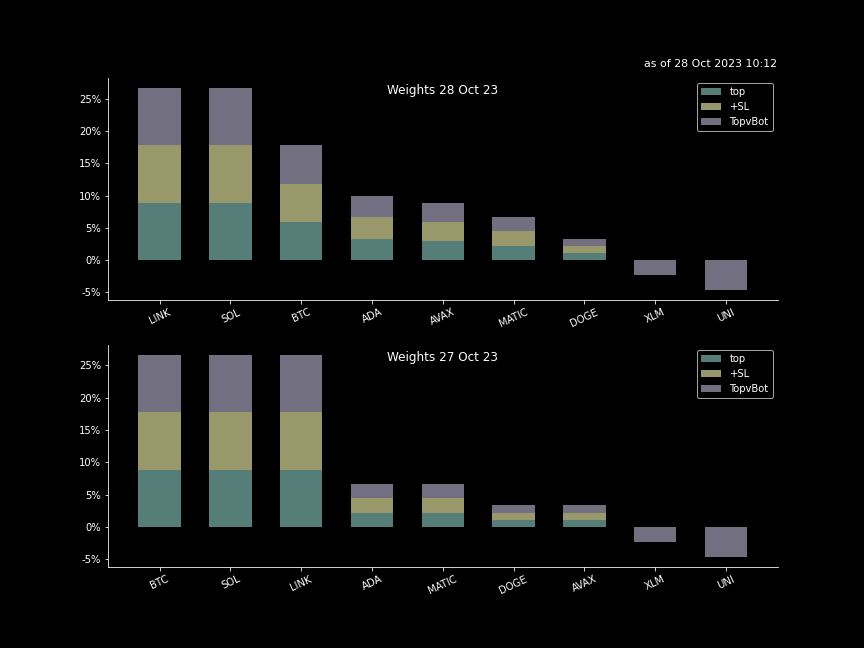 as of 28 Oct 2023 10:12
Weights 28 Oct 23
top
+SL
TopvBot
25%
20%
15%
10%
5%
0%
-5%
LINK SOL BTC ADA AVAX MATIC DOGE XLM UNI
Weights 27 Oct 23
top
+SL
TopvBot
25%
20%
15%
10%
5%
0%
-5%
BTC SOL LINK ADA MATIC DOGE AVAX XLM UNI